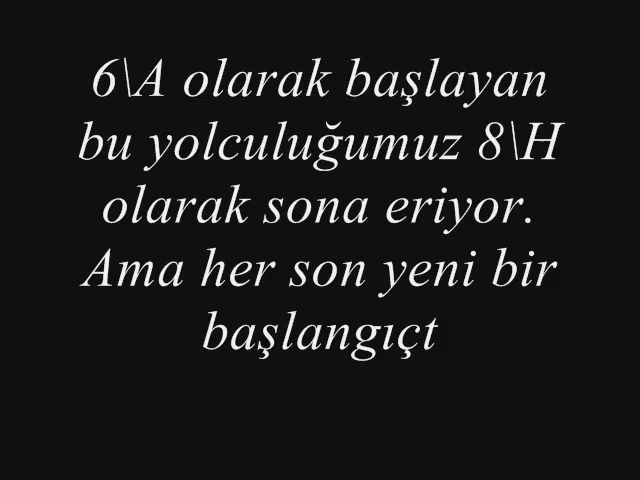 6\A olarak başlayan
bu yolculuğumuz 8\H
olarak sona eriyor.
Ama her son yeni bir
başlangıçt